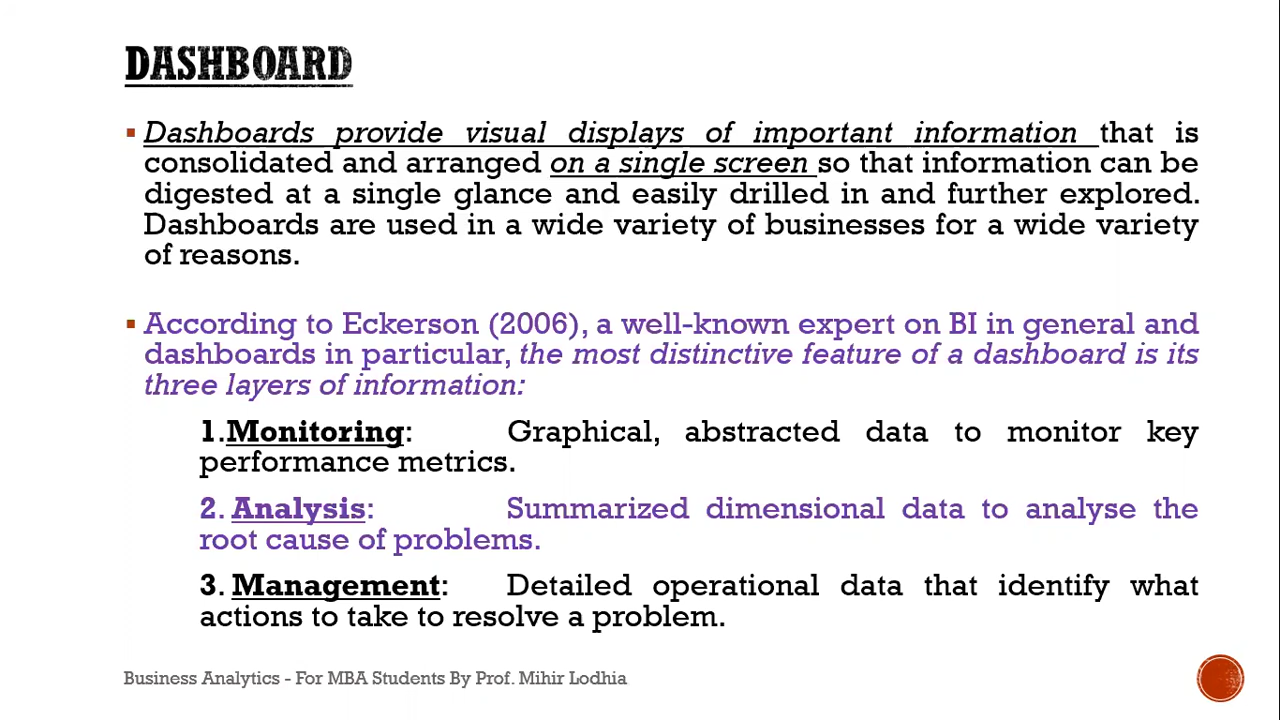 DASHBOARD
▪ Dashboards provide visual displays of important information that is
consolidated and arranged on a single screen so that information can be
digested at a single glance and easily drilled in and further explored.
Dashboards are used in a wide variety of businesses for a wide variety
of reasons.
▪ According to Eckerson (2006), a well-known expert on BI in general and
dashboards in particular, the most distinctive feature of a dashboard is its
three layers of information:
1.Monitoring: Graphical, abstracted data to monitor key
performance metrics.
2. Analysis: Summarized dimensional data to analyse the
root cause of problems.
3. Management: Detailed operational data that identify what
actions to take to resolve a problem.
Business Analytics - For MBA Students By Prof. Mihir Lodhia